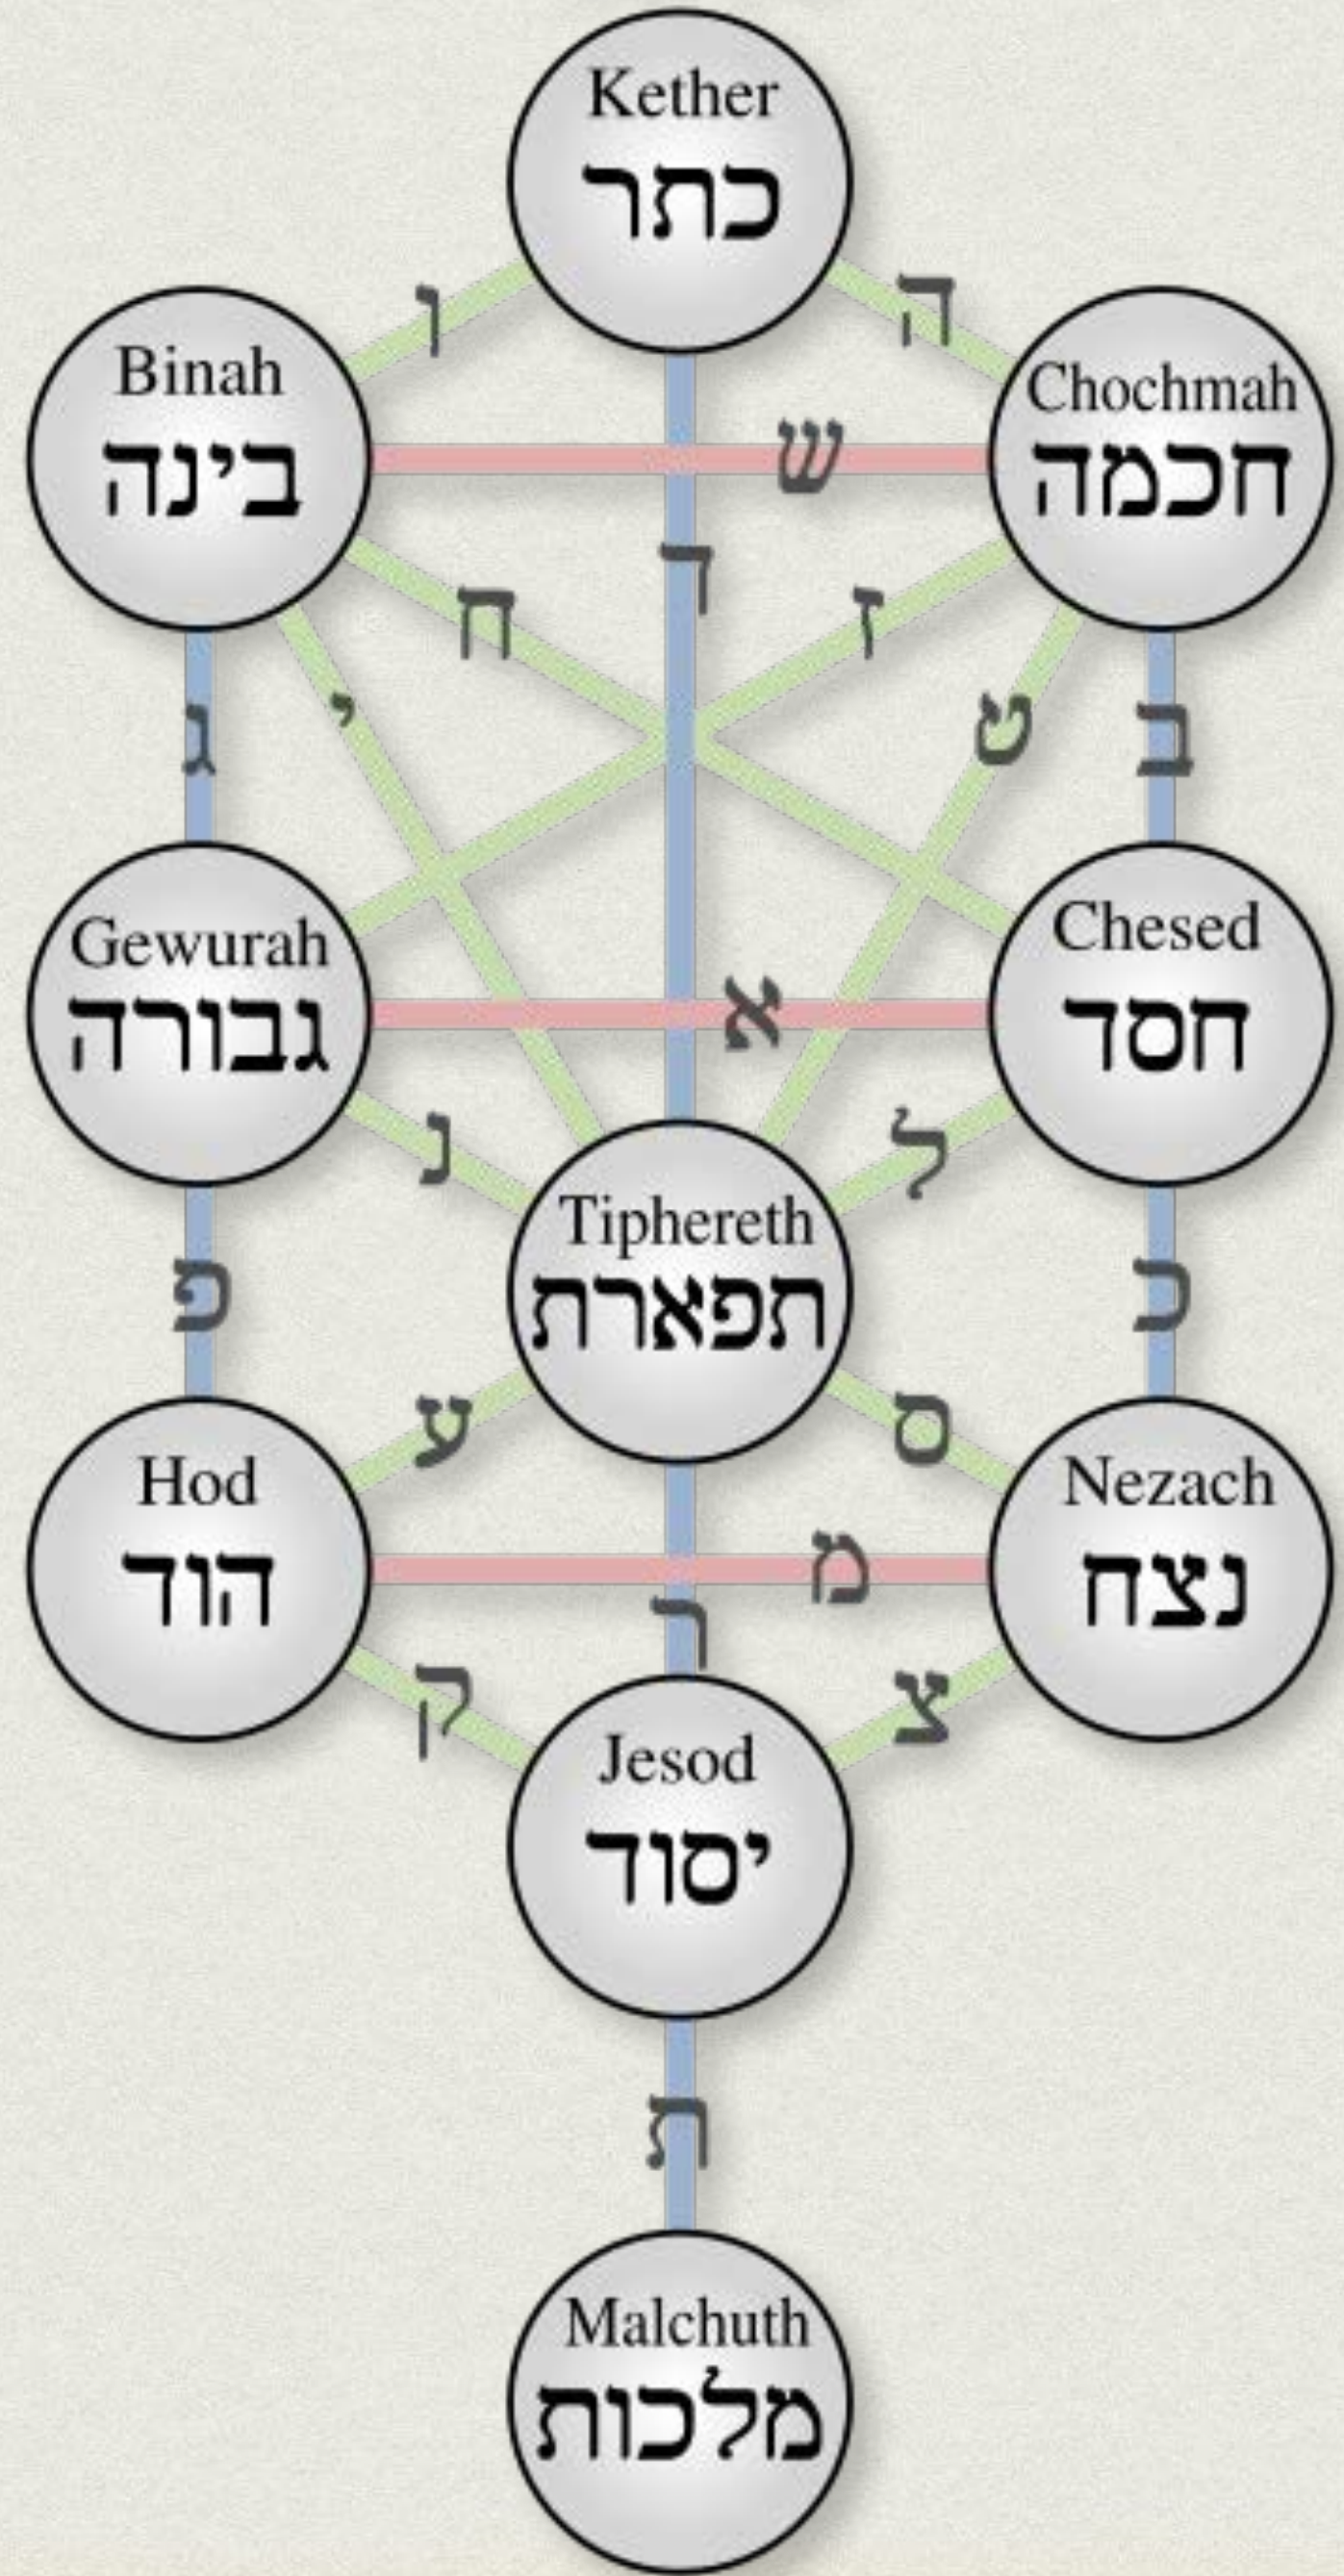 Kether
כתר
ו
ה
Binah
בינה
Chochmah
חכמה
ש
ד
ח
ז
ג
י
ט
ב
Gewurah
גבורה
Chesed
חסד
א
נ
ל
Tiphereth
תפארת
פ
כ
ע
ס
Hod
הוד
Nezach
נצח
מ
ר
ק
צ
Jesod
יסוד
ת
Malchuth
מלכות